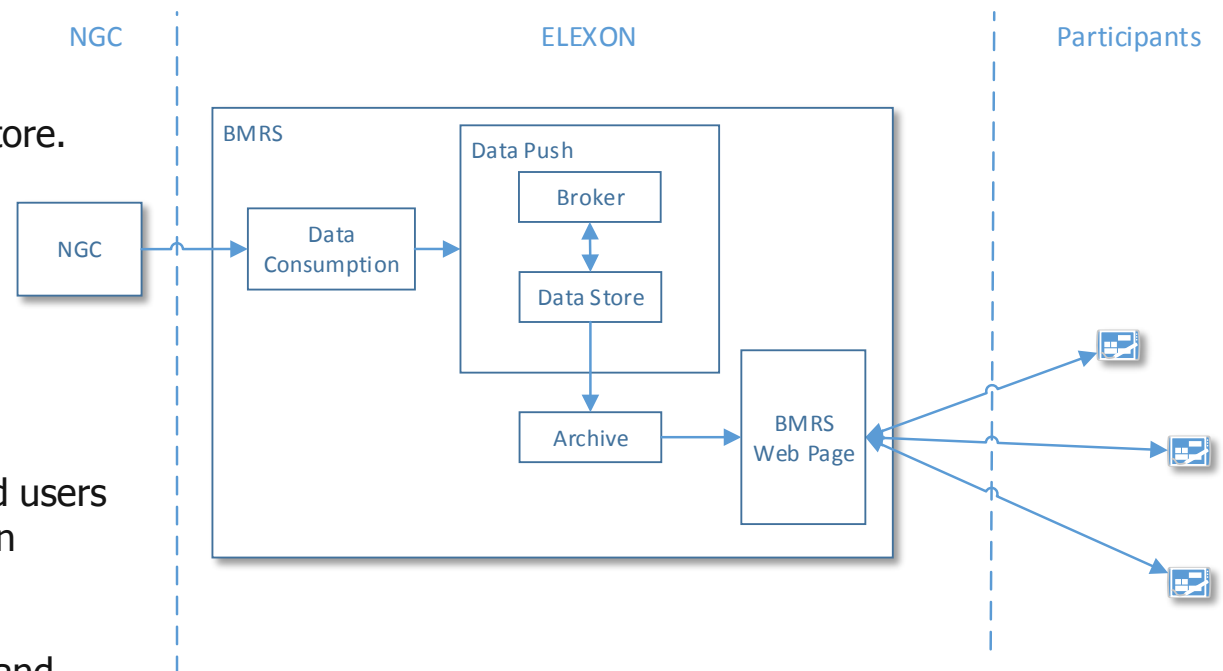 NGC
ELEXON
Participants
tore.
BMRS
Data Push
Broker
NGC
Data
Consumption
Data Store
Archive
BMRS
Web Page
d users
n
and